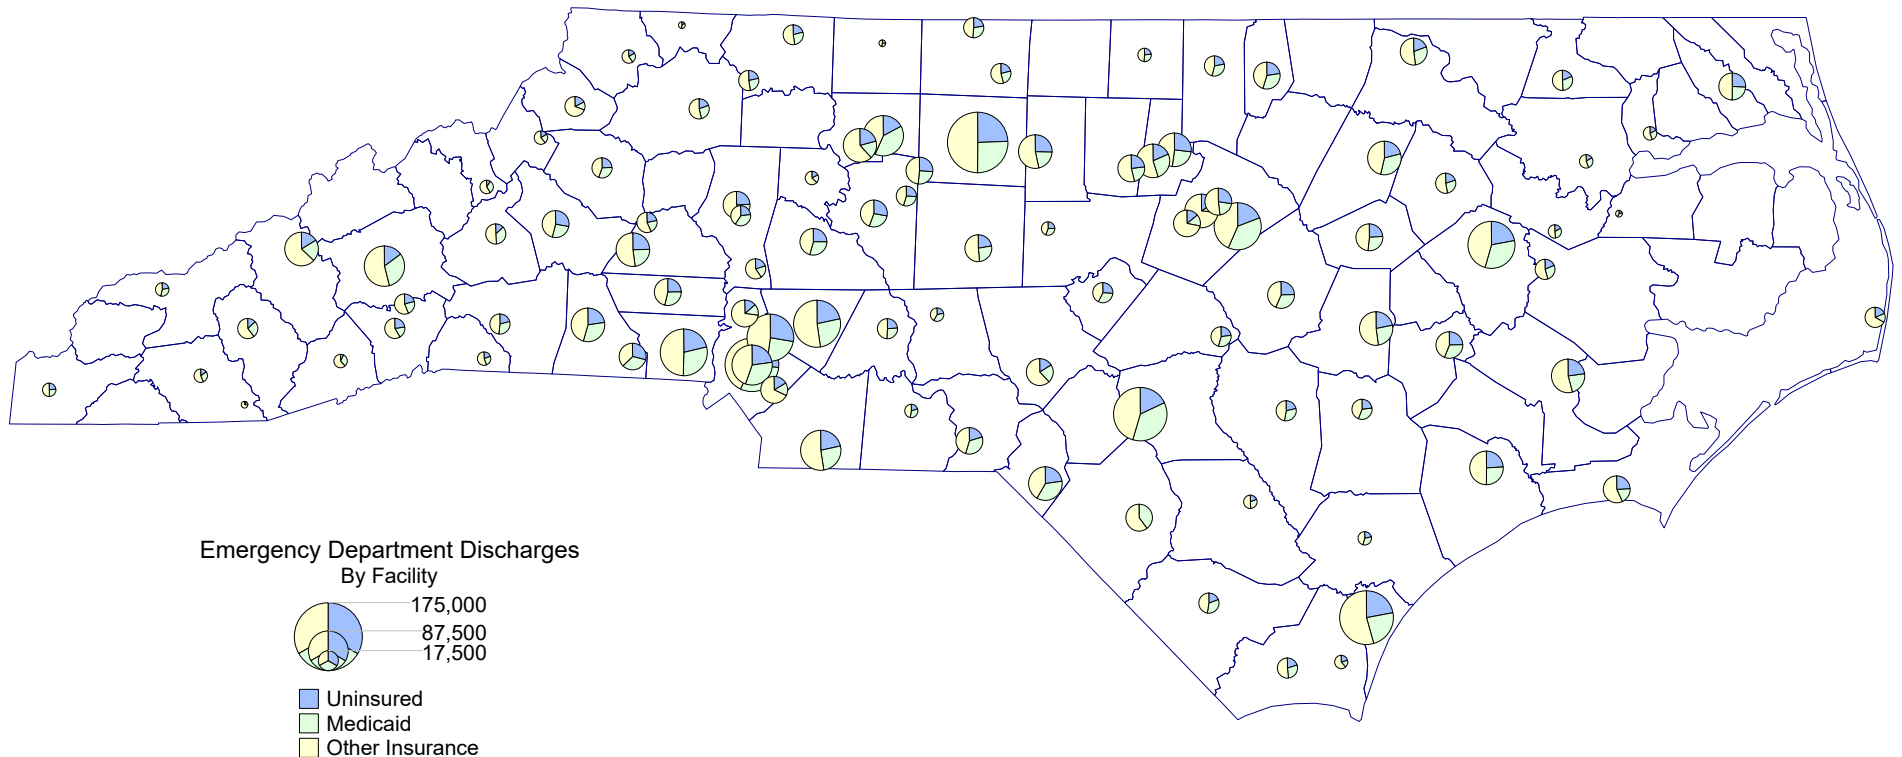 Emergency Department Discharges
By Facility
175,000
87,500
17,500
Uninsured
Medicaid
Other Insurance